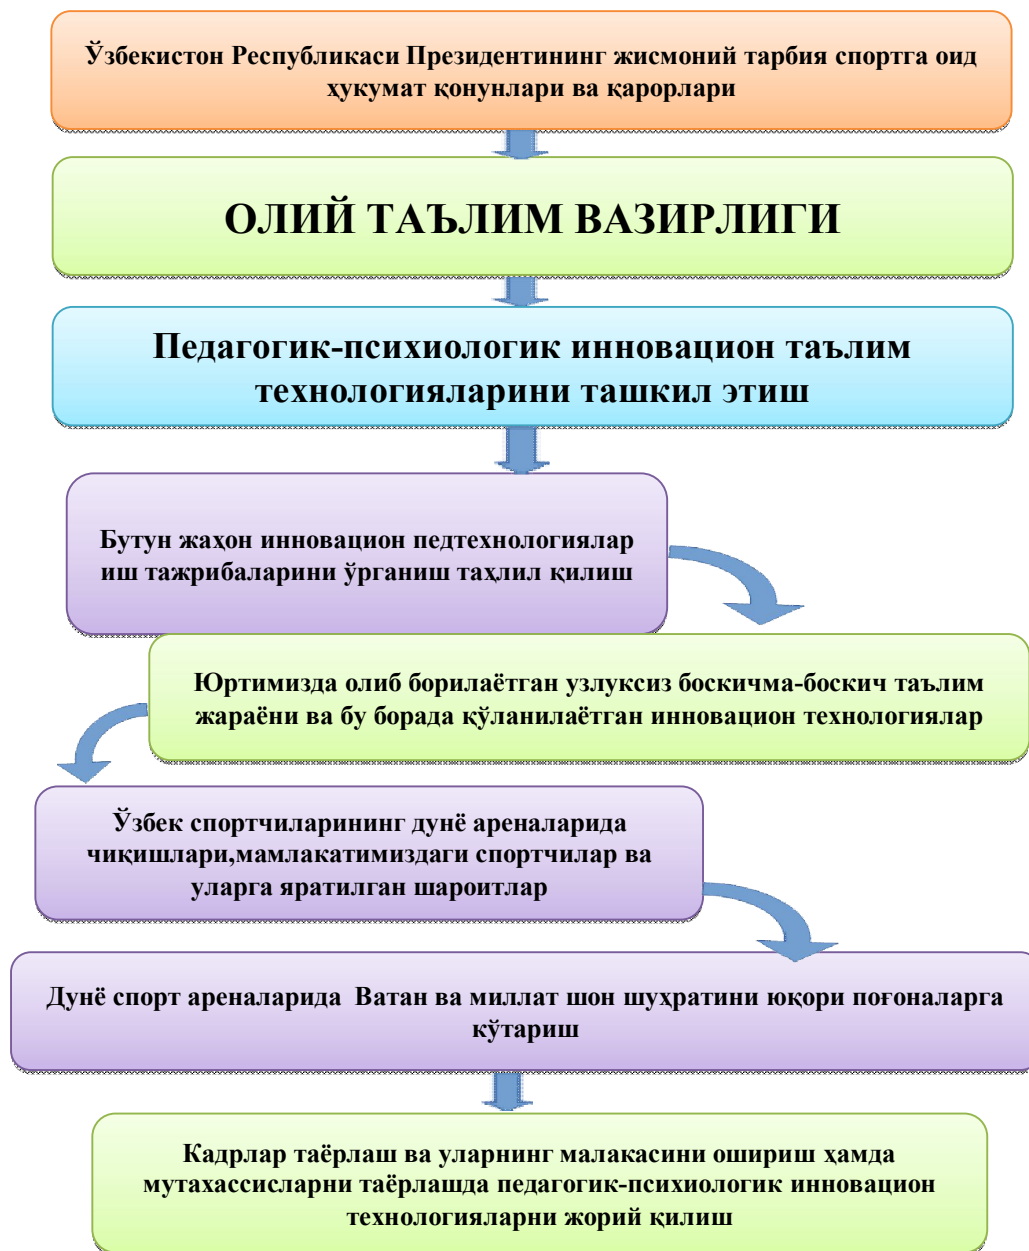 Ўзбекистон Республикаси Президентининг жисмоний тарбия спортга оид
ҳукумат қонунлари ва қарорлари
ОЛИЙ ТАЪЛИМ ВАЗИРЛИГИ
Педагогик-психиологик инновацион таълим
технологияларини ташкил этиш
Бутун жаҳон инновацион педтехнологиялар
иш тажрибаларини ўрганиш таҳлил қилиш
Юртимизда олиб борилаётган узлуксиз боскичма-боскич таълим
жараёни ва бу борада қўланилаётган инновацион технологиялар
Ўзбек спортчиларининг дунё ареналарида
чиқишлари,мамлакатимиздаги спортчилар ва
уларга яратилган шароитлар
Дунё спорт ареналарида Ватан ва миллат шон шуҳратини юқори поғоналарга
кўтариш
Кадрлар таёрлаш ва уларнинг малакасини ошириш ҳамда
мутахассисларни таёрлашда педагогик-психиологик инновацион
технологияларни жорий қилиш